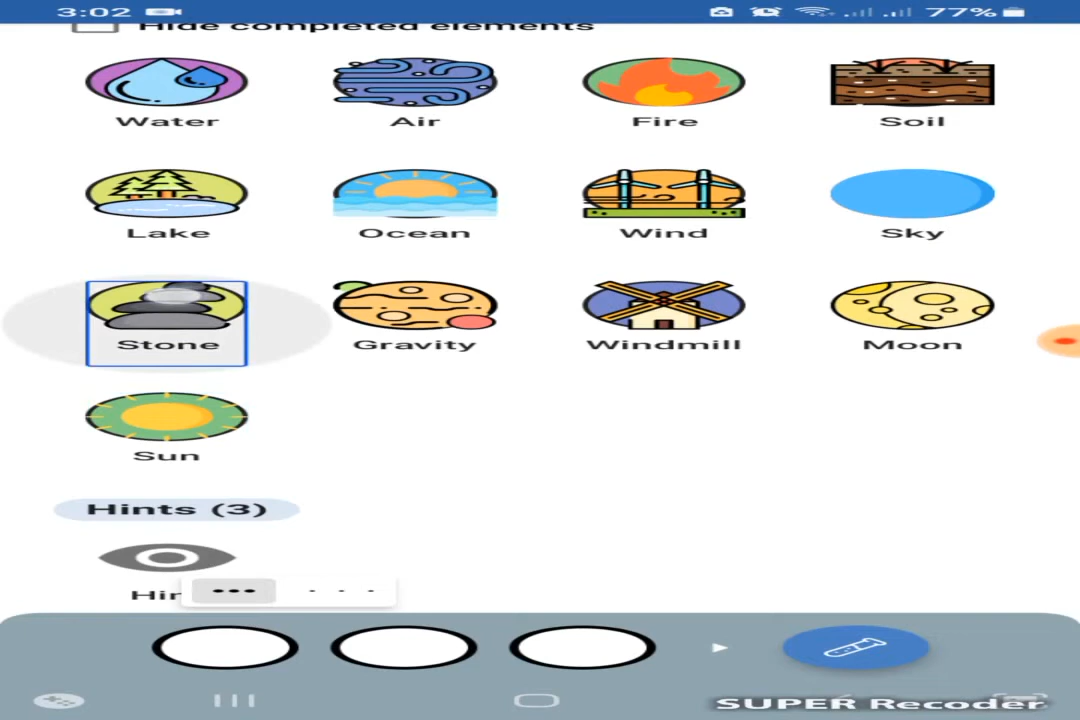 3:02 77%
Hide completed elements
Water Air Fire Soil
Lake Ocean Wind Sky
Stone Gravity Windmill Moon
Sun
Hints (3)
SUPER Recoder